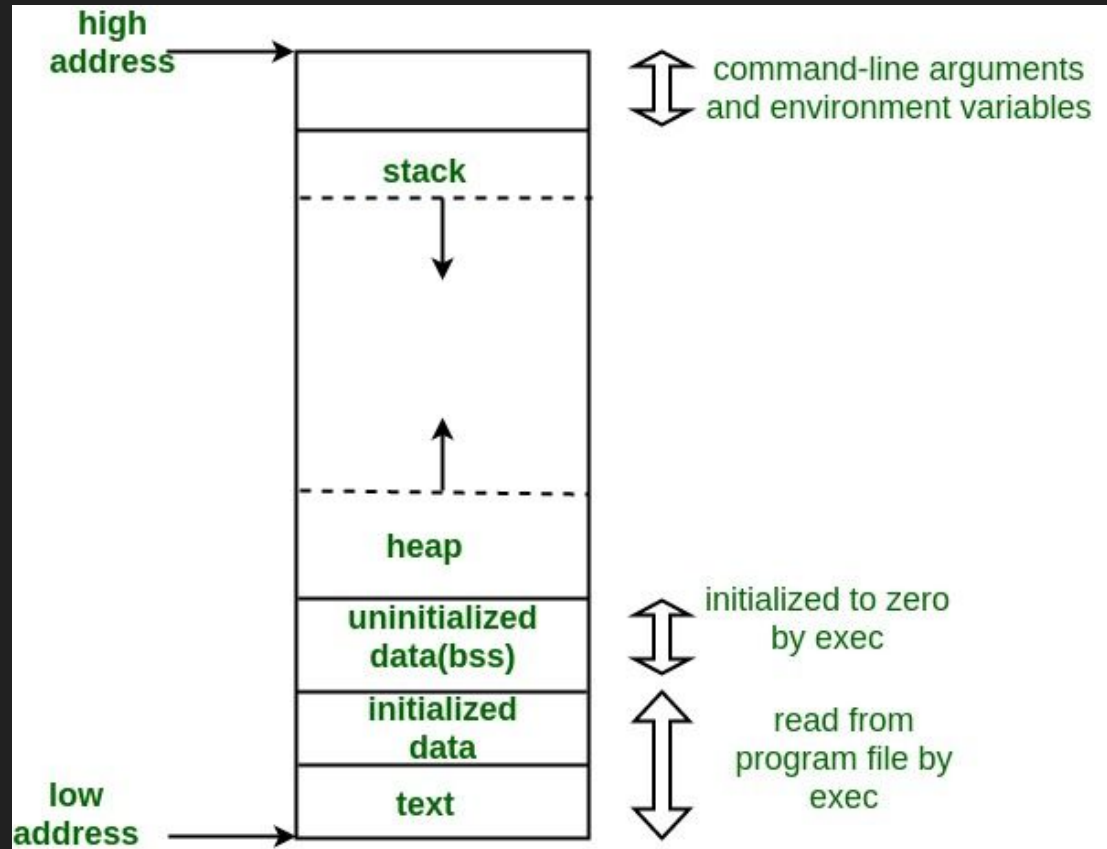 high
address
command-line arguments
and environment variables
stack
heap
uninitialized
data(bss)
initialized to zero
by exec
initialized
data
read from
program file by
exec
text
low
address